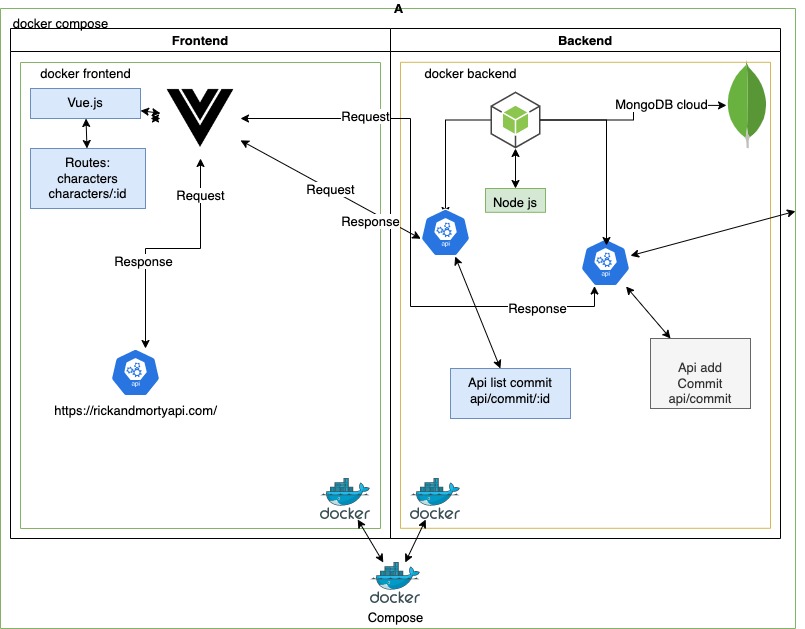 A
docker compose
Frontend
Backend
docker frontend
Vue.js
Routes:
characters
characters/:id
Request
Response
api
https://rickandmortyapi.com/
Request
Request
Response
docker backend
MongoDB cloud
Node js
api
api
Response
Api list commit
api/commit/:id
Api add
Commit
api/commit
docker
docker
docker
Compose